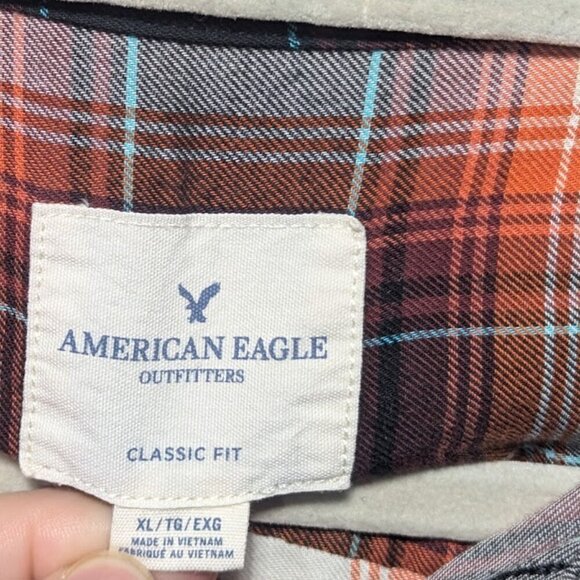 AMERICAN EAGLE
OUTFITTERS
CLASSIC FIT
XL/TG/EXG
MADE IN VIETNAM
FABRIQUÉ AU VIETNAM